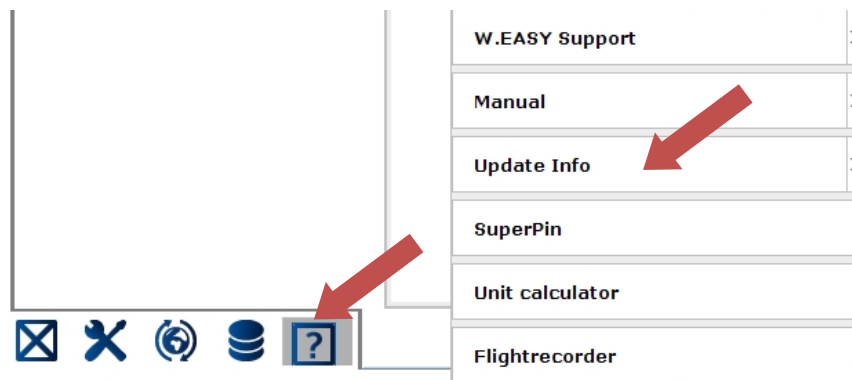 W.EASY Support
Manual
Update Info
SuperPin
Unit calculator
Flightrecorder
?